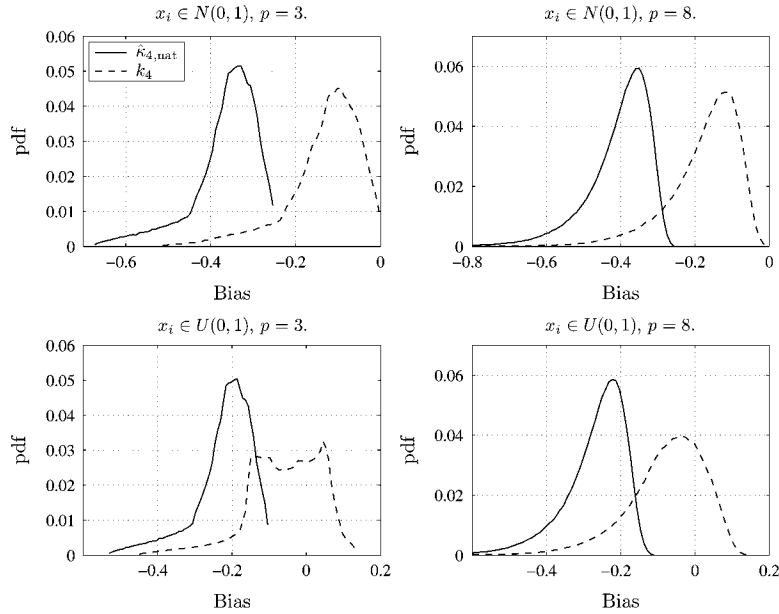 x_i ∈ N(0, 1), p = 3.
0.06
0.05
0.04
0.03
0.02
0.01
0
pdf
κ̂_{4,nat}
k_4
−0.6
−0.4
−0.2
0
Bias
x_i ∈ N(0, 1), p = 8.
0.06
0.04
0.02
0
pdf
−0.8
−0.6
−0.4
−0.2
0
Bias
x_i ∈ U(0, 1), p = 3.
0.06
0.05
0.04
0.03
0.02
0.01
0
pdf
−0.4
−0.2
0
0.2
Bias
x_i ∈ U(0, 1), p = 8.
0.06
0.04
0.02
0
pdf
−0.4
−0.2
0
0.2
Bias